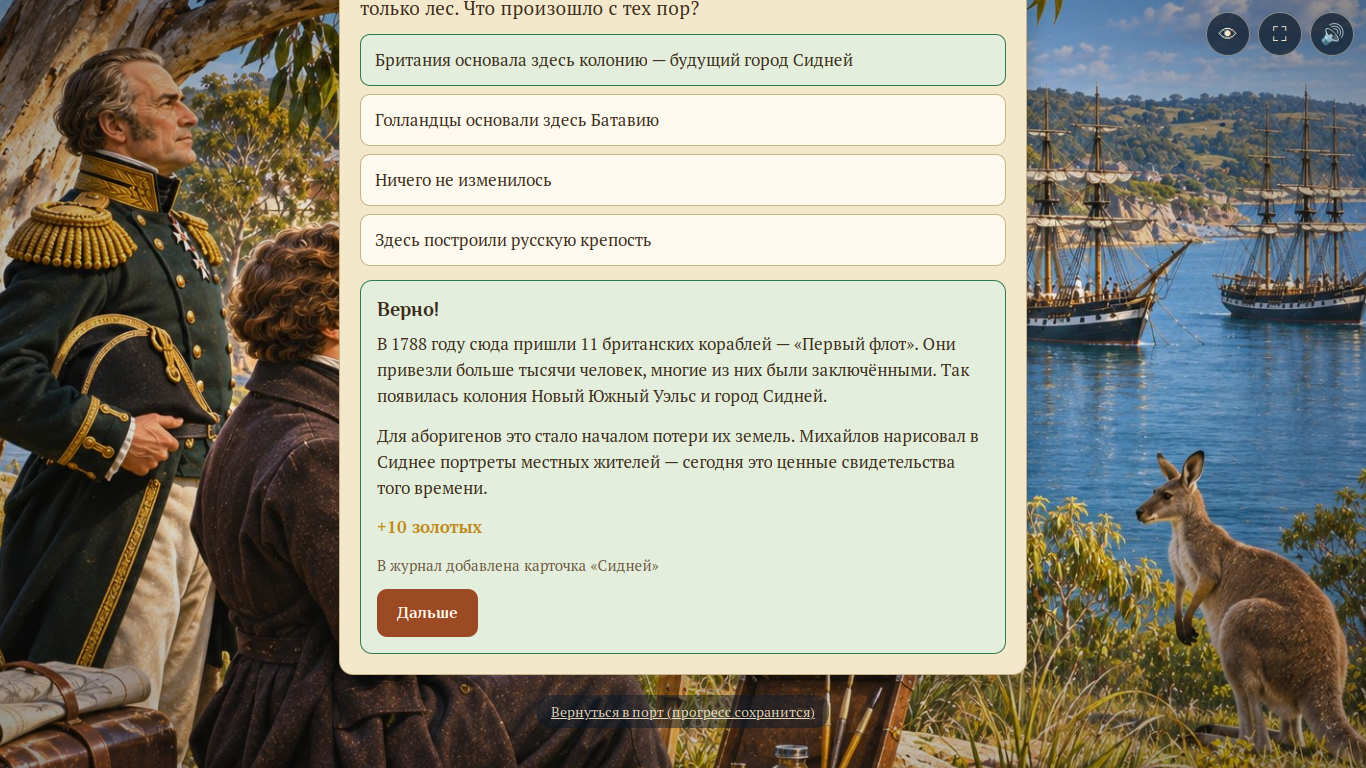 только лес. Что произошло с тех пор?
Британия основала здесь колонию — будущий город Сидней
Голландцы основали здесь Батавию
Ничего не изменилось
Здесь построили русскую крепость
Верно!
В 1788 году сюда пришли 11 британских кораблей — «Первый флот». Они
привезли больше тысячи человек, многие из них были заключёнными. Так
появилась колония Новый Южный Уэльс и город Сидней.
Для аборигенов это стало началом потери их земель. Михайлов нарисовал в
Сиднее портреты местных жителей — сегодня это ценные свидетельства
того времени.
+10 золотых
В журнал добавлена карточка «Сидней»
Дальше
Вернуться в порт (прогресс сохранится)